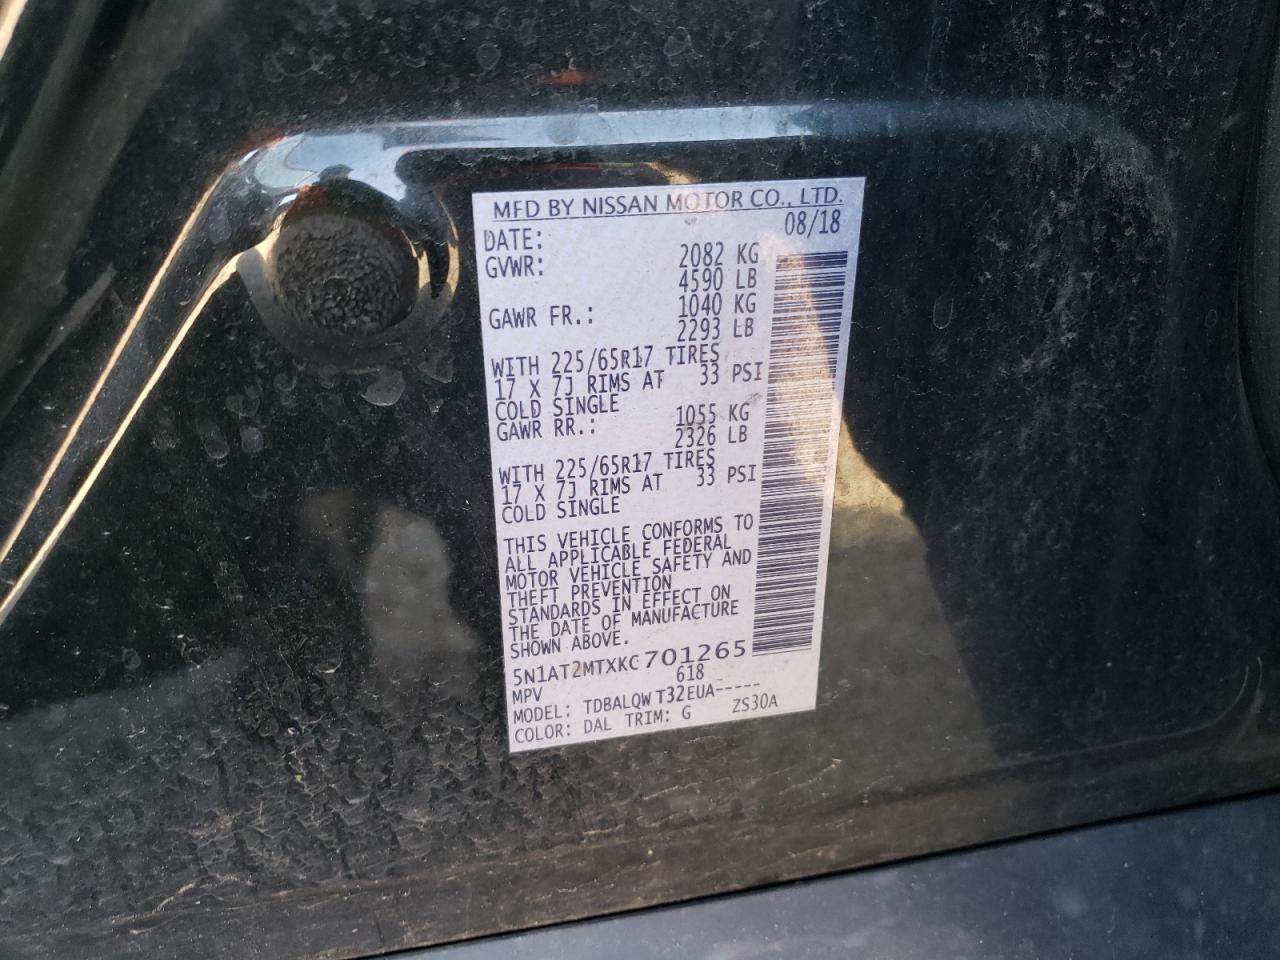 MFD BY NISSAN MOTOR CO., LTD.
DATE: 08/18
GVWR: 2082 KG
4590 LB
GAWR FR.: 1040 KG
2293 LB
WITH 225/65R17 TIRES
17 X 7J RIMS AT 33 PSI
COLD SINGLE
GAWR RR.: 1055 KG
2326 LB
WITH 225/65R17 TIRES
17 X 7J RIMS AT 33 PSI
COLD SINGLE
THIS VEHICLE CONFORMS TO
ALL APPLICABLE FEDERAL
MOTOR VEHICLE SAFETY AND
THEFT PREVENTION
STANDARDS IN EFFECT ON
THE DATE OF MANUFACTURE
SHOWN ABOVE.
5N1AT2MTXKC701265
MPV 618
MODEL: TDBALQW T32EUA-----
COLOR: DAL TRIM: G ZS30A